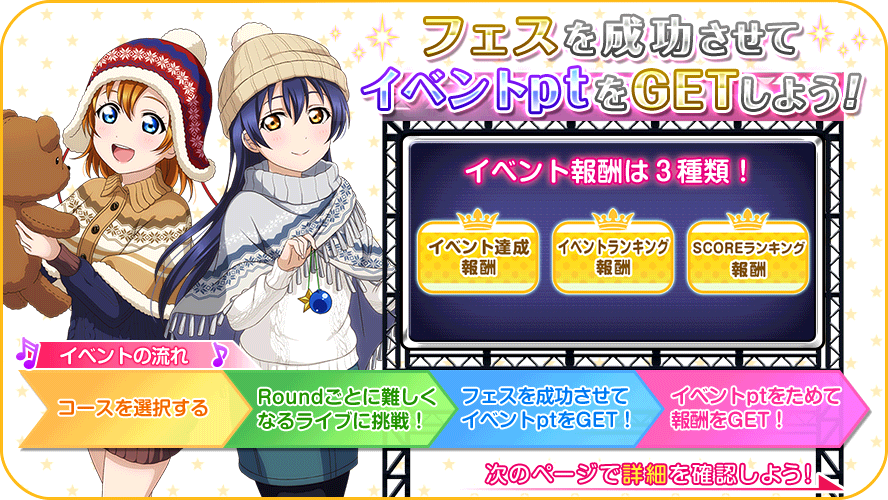 フェスを成功させて
イベントptをGETしよう!
イベント報酬は3種類!
イベント達成
報酬
イベントランキング
報酬
SCOREランキング
報酬
イベントの流れ
コースを選択する
Roundごとに難しく
なるライブに挑戦!
フェスを成功させて
イベントptをGET!
イベントptをためて
報酬をGET!
次のページで詳細を確認しよう!